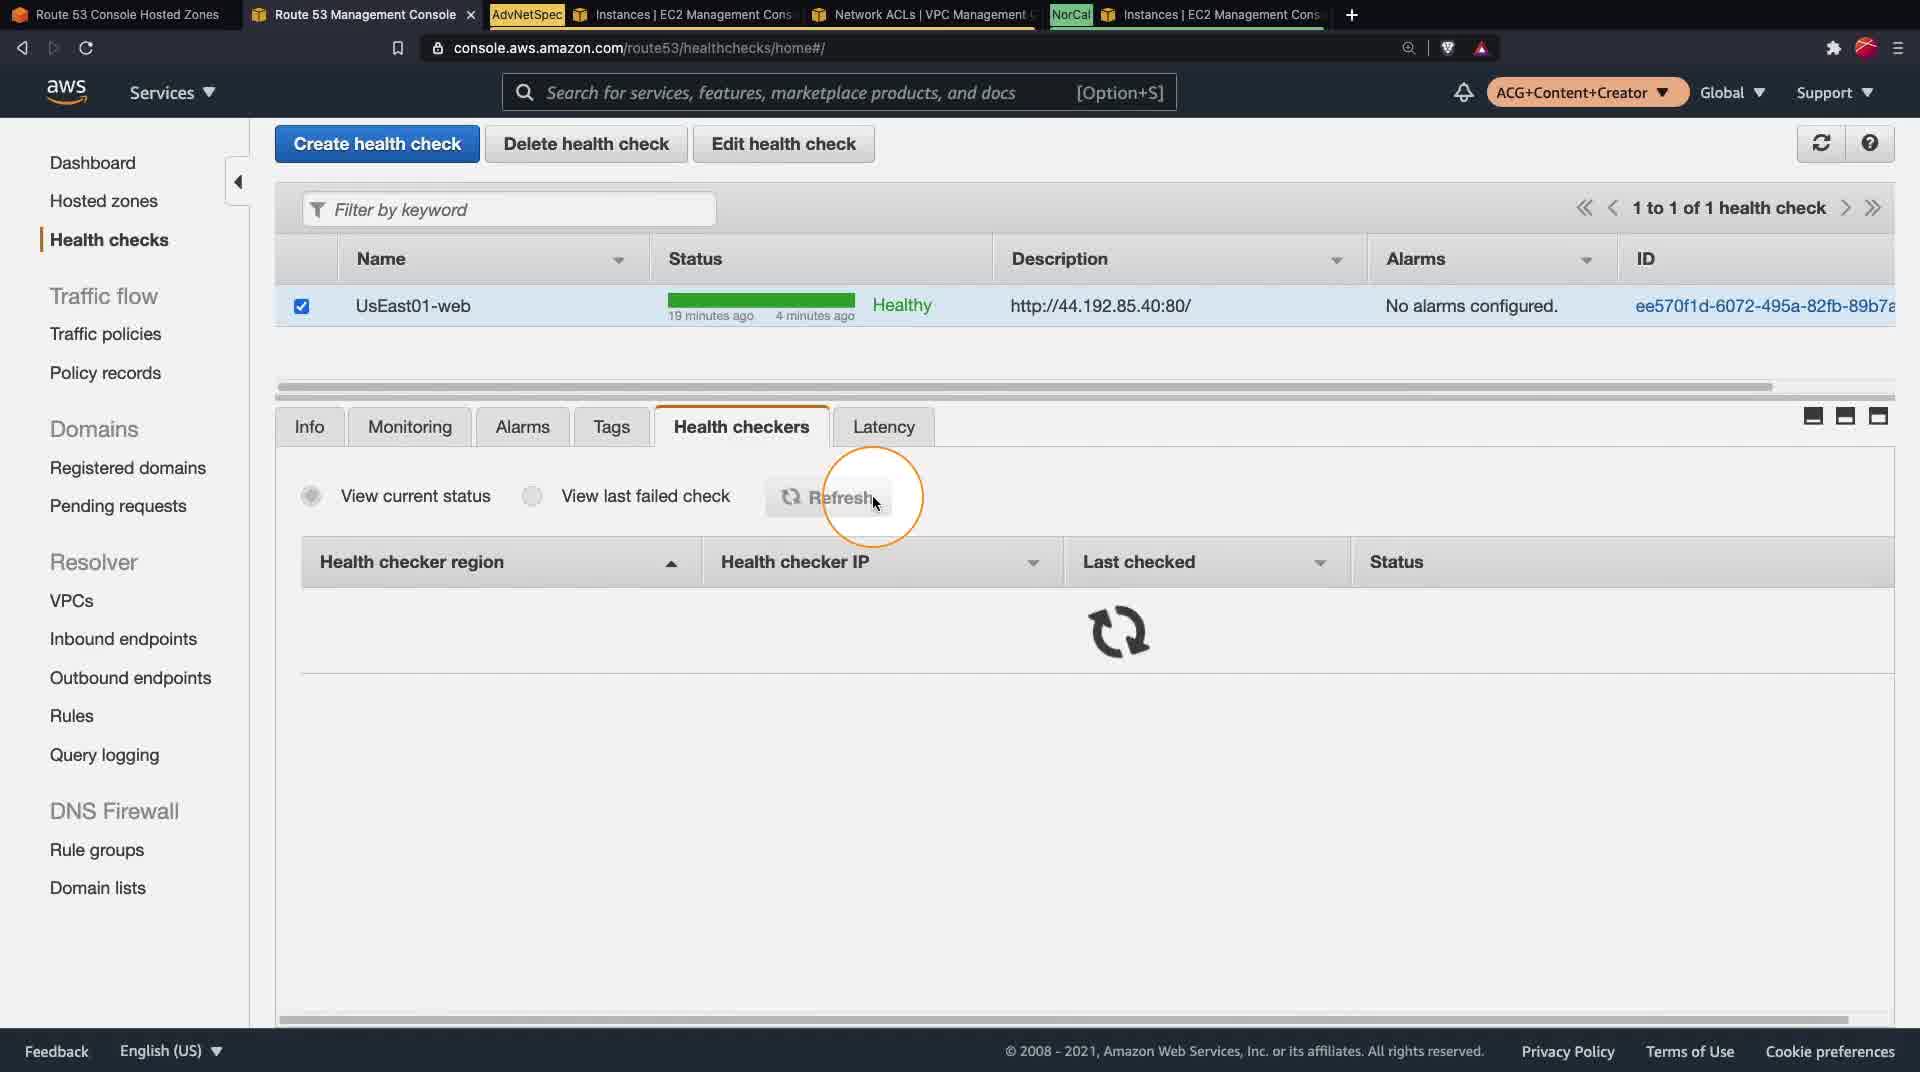 Route 53 Console Hosted Zones
Route 53 Management Console
AdvNetSpec
Instances | EC2 Management Cons
Network ACLs | VPC Management
NorCal
Instances | EC2 Management Cons
console.aws.amazon.com/route53/healthchecks/home#/
aws
Services
Search for services, features, marketplace products, and docs
[Option+S]
ACG+Content+Creator
Global
Support
Dashboard
Hosted zones
Health checks
Traffic flow
Traffic policies
Policy records
Domains
Registered domains
Pending requests
Resolver
VPCs
Inbound endpoints
Outbound endpoints
Rules
Query logging
DNS Firewall
Rule groups
Domain lists
Create health check
Delete health check
Edit health check
Filter by keyword
1 to 1 of 1 health check
Name
Status
Description
Alarms
ID
UsEast01-web
19 minutes ago
4 minutes ago
Healthy
http://44.192.85.40:80/
No alarms configured.
ee570f1d-6072-495a-82fb-89b7a
Info
Monitoring
Alarms
Tags
Health checkers
Latency
View current status
View last failed check
Refresh
Health checker region
Health checker IP
Last checked
Status
Feedback
English (US)
© 2008 - 2021, Amazon Web Services, Inc. or its affiliates. All rights reserved.
Privacy Policy
Terms of Use
Cookie preferences